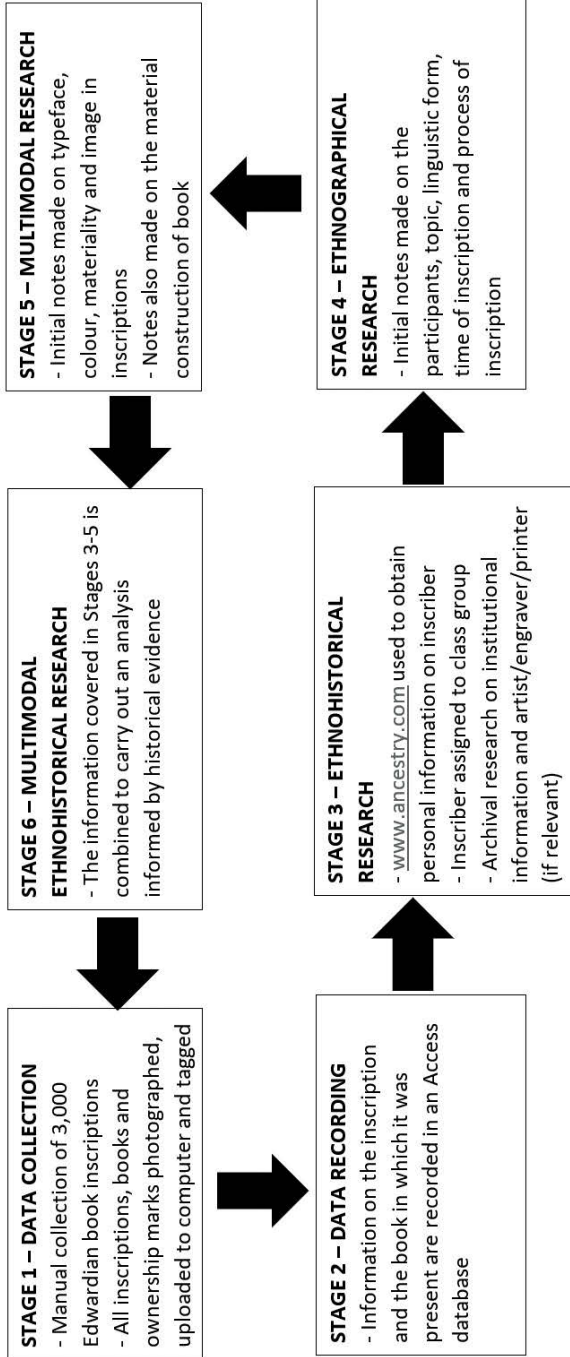 STAGE 1 – DATA COLLECTION
- Manual collection of 3,000
Edwardian book inscriptions
- All inscriptions, books and
ownership marks photographed,
uploaded to computer and tagged
STAGE 2 – DATA RECORDING
- Information on the inscription
and the book in which it was
present are recorded in an Access
database
STAGE 3 – ETHNOHISTORICAL
RESEARCH
- www.ancestry.com used to obtain
personal information on inscriber
- Inscriber assigned to class group
- Archival research on institutional
information and artist/engraver/printer
(if relevant)
STAGE 4 – ETHNOGRAPHICAL
RESEARCH
- Initial notes made on the
participants, topic, linguistic form,
time of inscription and process of
inscription
STAGE 5 – MULTIMODAL RESEARCH
- Initial notes made on typeface,
colour, materiality and image in
inscriptions
- Notes also made on the material
construction of book
STAGE 6 – MULTIMODAL
ETHNOHISTORICAL RESEARCH
- The information covered in Stages 3-5 is
combined to carry out an analysis
informed by historical evidence